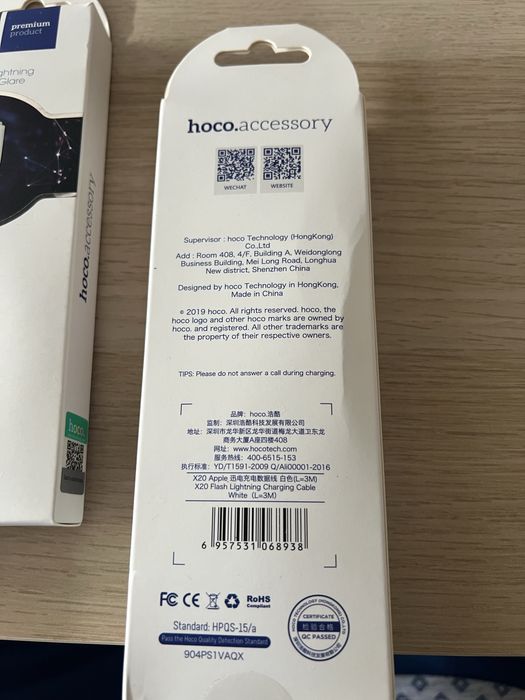 premium
product
ghtning
Glare
hoco.accessory
hoco.
hoco.accessory
WECHAT
WEBSITE
Supervisor : hoco Technology (HongKong)
Co.,Ltd
Add : Room 408, 4/F, Building A, Weidonglong
Business Building, Mei Long Road, Longhua
New district, Shenzhen China
Designed by hoco Technology in HongKong,
Made in China
© 2019 hoco. All rights reserved. hoco, the
hoco logo and other hoco marks are owned by
hoco, and registered. All other trademarks are
the property of their respective owners.
TIPS: Please do not answer a call during charging.
品牌: hoco.浩酷
监制: 深圳浩酷科技发展有限公司
地址: 深圳市龙华新区龙华街道梅龙大道卫东龙
商务大厦A座四楼408
网址: www.hocotech.com
服务热线: 400-6515-153
执行标准: YD/T1591-2009 Q/Ali00001-2016
X20 Apple 迅电充电数据线 白色(L=3M)
X20 Flash Lightning Charging Cable
White (L=3M)
6 957531 068938
FC CE RoHS
Compliant
Standard: HPQS-15/a
Pass the Hoco Quality Detection Standard
904PS1VAQX
CERTIFICATE
检验合格
QC PASSED